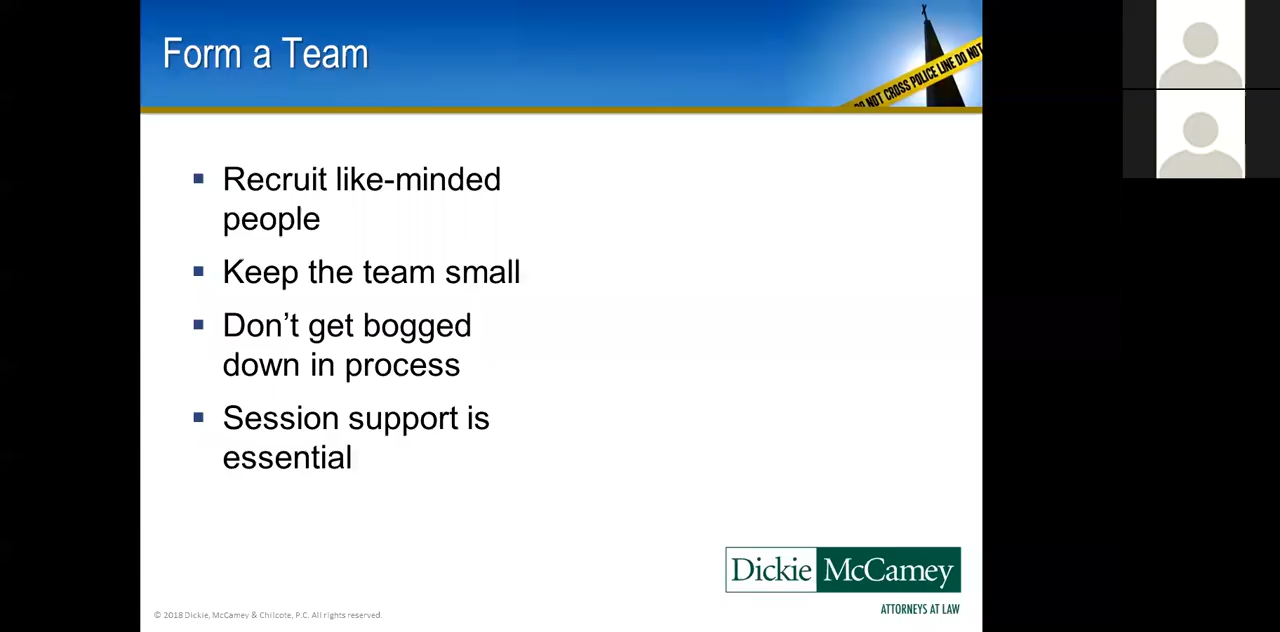 Form a Team
DO NOT CROSS POLICE LINE DO NOT
Recruit like-minded
people
Keep the team small
Don’t get bogged
down in process
Session support is
essential
Dickie McCamey
ATTORNEYS AT LAW
© 2018 Dickie, McCamey & Chilcote, P.C. All rights reserved.